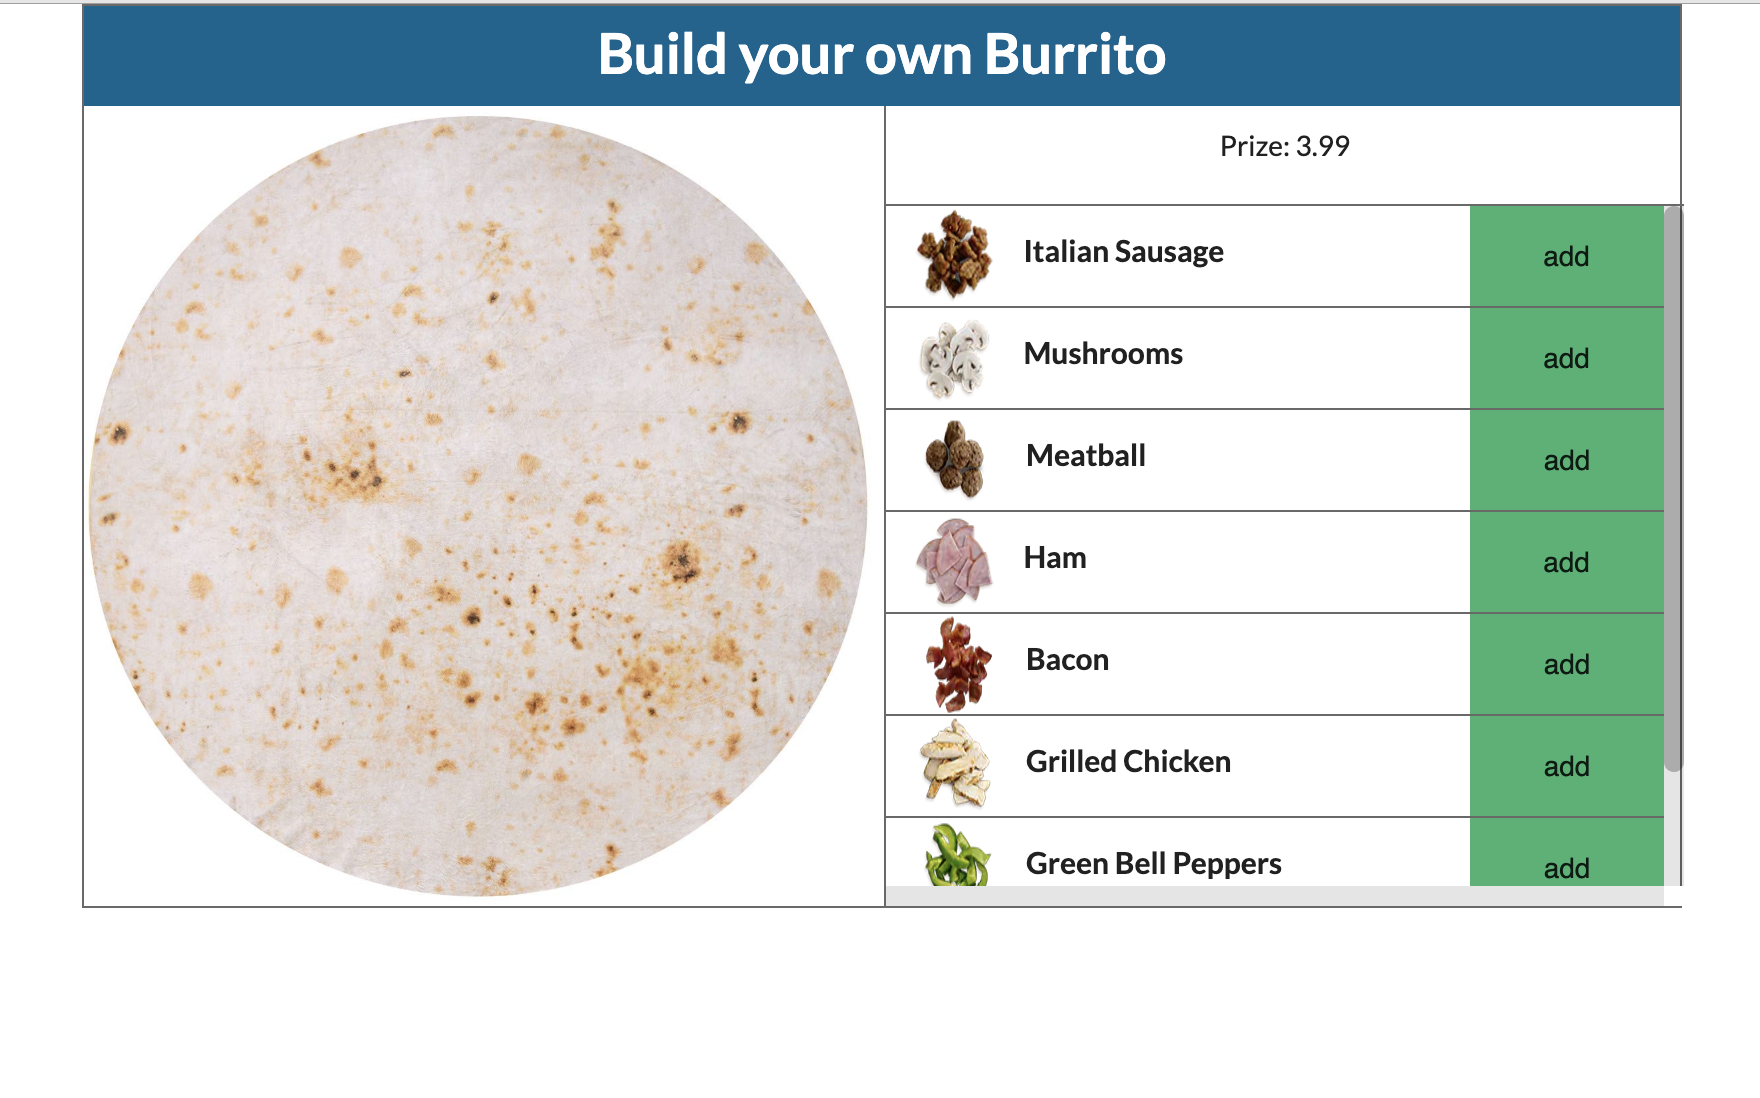 Build your own Burrito
Prize: 3.99
Italian Sausage add
Mushrooms add
Meatball add
Ham add
Bacon add
Grilled Chicken add
Green Bell Peppers add